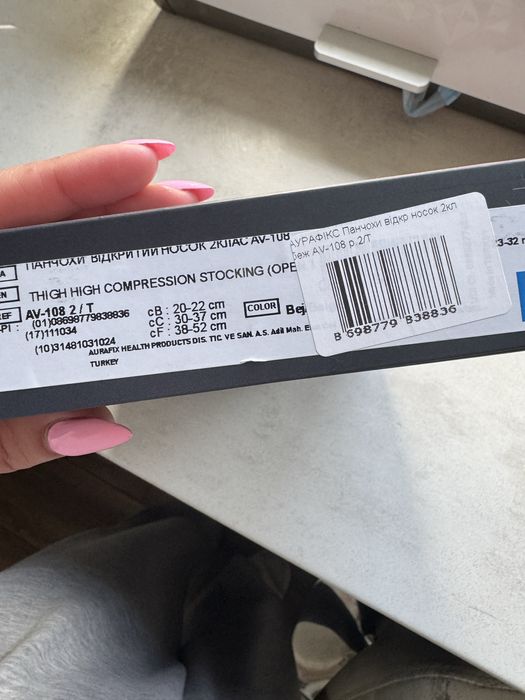 ПАНЧОХИ ВІДКРИТИЙ НОСОК 2КЛАС AV-108
THIGH HIGH COMPRESSION STOCKING (OPE
AV-108 2 / T
(01)08698779838836
(17)111034
(10)31481031024
cB : 20-22 cm
cC : 30-37 cm
cF : 38-52 cm
COLOR Bej
AURAFIX HEALTH PRODUCTS DIS. TIC VE SAN. A.S. Adil Mah.
TURKEY
АУРАФІКС Панчохи відкр носок 2кл
беж AV-108 р.2/Т
8 698779 838836